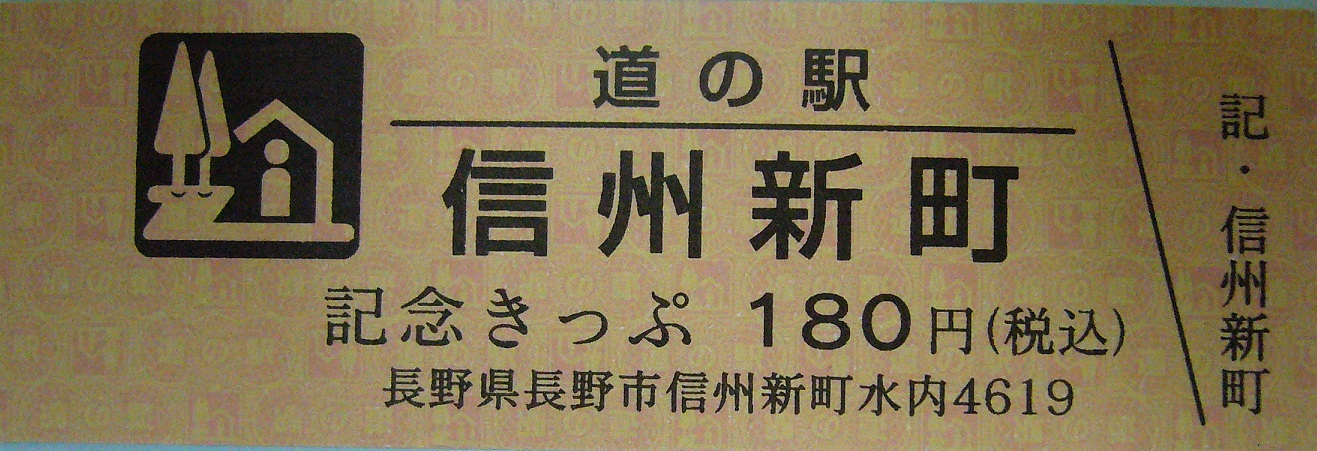 道の駅
信州新町
記念きっぷ 180円(税込)
長野県長野市信州新町水内4619
記・信州新町